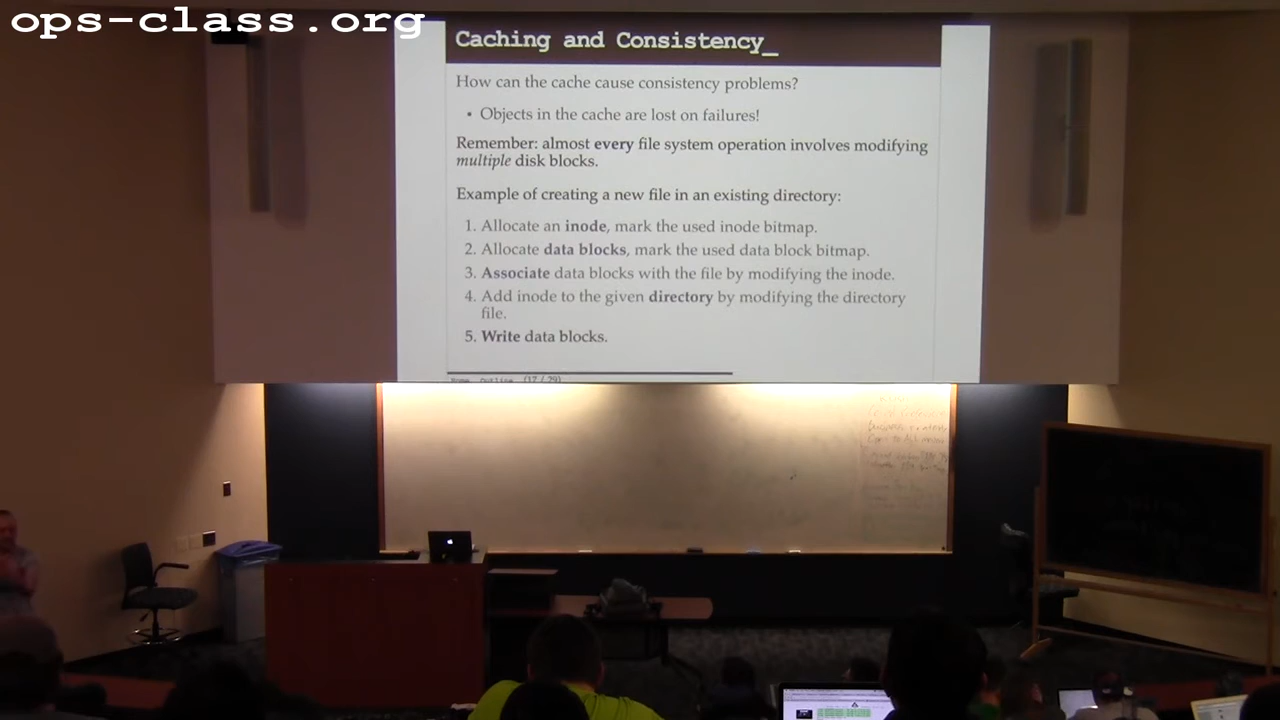 ops-class.org
Caching and Consistency_
How can the cache cause consistency problems?
• Objects in the cache are lost on failures!
Remember: almost every file system operation involves modifying
multiple disk blocks.
Example of creating a new file in an existing directory:
1. Allocate an inode, mark the used inode bitmap.
2. Allocate data blocks, mark the used data block bitmap.
3. Associate data blocks with the file by modifying the inode.
4. Add inode to the given directory by modifying the directory
file.
5. Write data blocks.
(17 / 29)